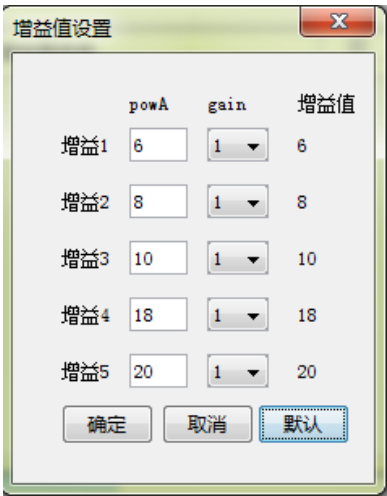 增益值设置
powA gain 增益值
增益1 6 1 6
增益2 8 1 8
增益3 10 1 10
增益4 18 1 18
增益5 20 1 20
确定 取消 默认